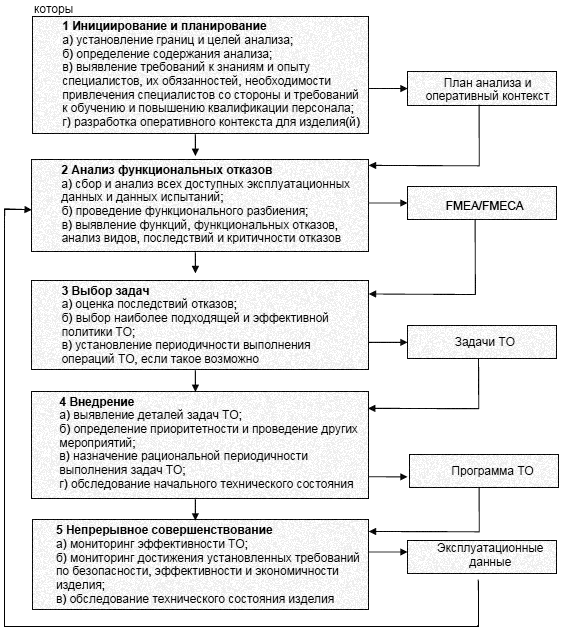 которы
1 Инициирование и планирование
а) установление границ и целей анализа;
б) определение содержания анализа;
в) выявление требований к знаниям и опыту
специалистов, их обязанностей, необходимости
привлечения специалистов со стороны и требований
к обучению и повышению квалификации персонала;
г) разработка оперативного контекста для изделия(й)
План анализа и
оперативный контекст
2 Анализ функциональных отказов
а) сбор и анализ всех доступных эксплуатационных
данных и данных испытаний;
б) проведение функционального разбиения;
в) выявление функций, функциональных отказов,
анализ видов, последствий и критичности отказов
FMEA/FMECA
3 Выбор задач
а) оценка последствий отказов;
б) выбор наиболее подходящей и эффективной
политики ТО;
в) установление периодичности выполнения
операций ТО, если такое возможно
Задачи ТО
4 Внедрение
а) выявление деталей задач ТО;
б) определение приоритетности и проведение других
мероприятий;
в) назначение рациональной периодичности
выполнения задач ТО;
г) обследование начального технического состояния
Программа ТО
5 Непрерывное совершенствование
а) мониторинг эффективности ТО;
б) мониторинг достижения установленных требований
по безопасности, эффективности и экономичности
изделия;
в) обследование технического состояния изделия
Эксплуатационные
данные